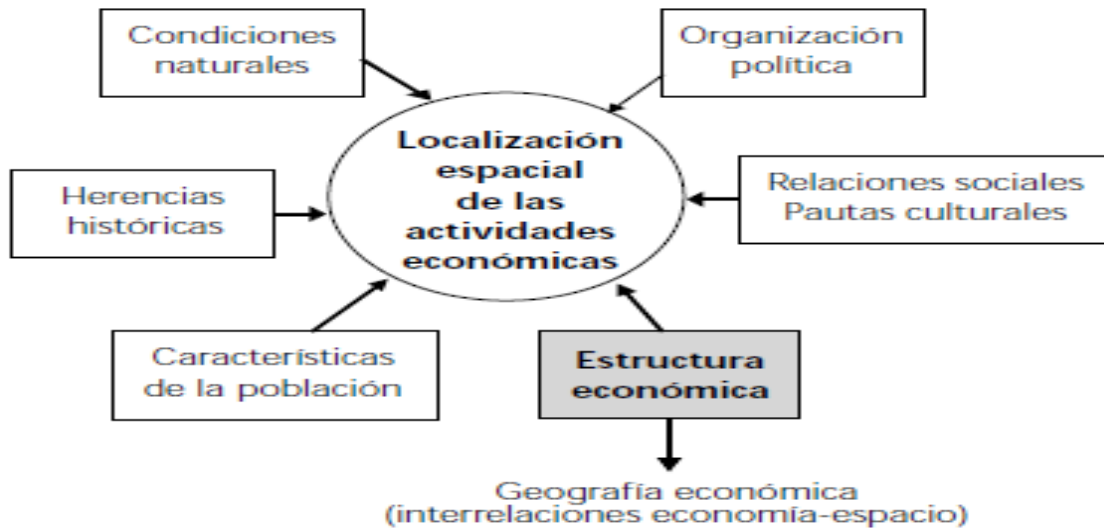 Condiciones
naturales
Organización
política
Localización
espacial
de las
actividades
económicas
Herencias
históricas
Relaciones sociales
Pautas culturales
Características
de la población
Estructura
económica
Geografía económica
(interrelaciones economía-espacio)